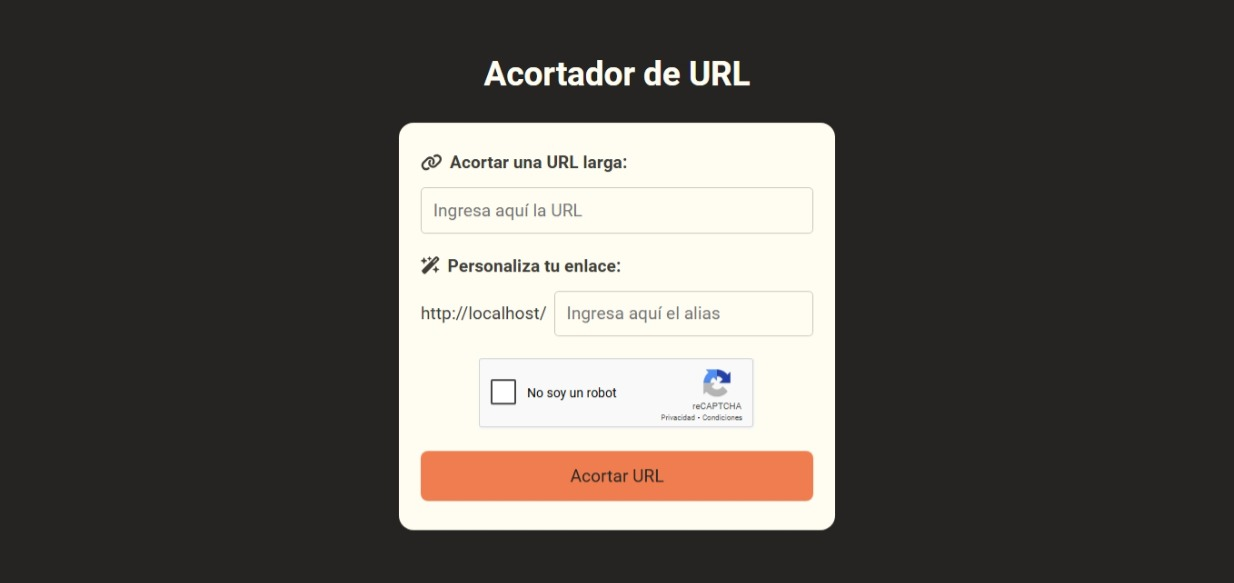 Acortador de URL
Acortar una URL larga:
Ingresa aquí la URL
Personaliza tu enlace:
http://localhost/ Ingresa aquí el alias
No soy un robot
reCAPTCHA
Privacidad • Condiciones
Acortar URL